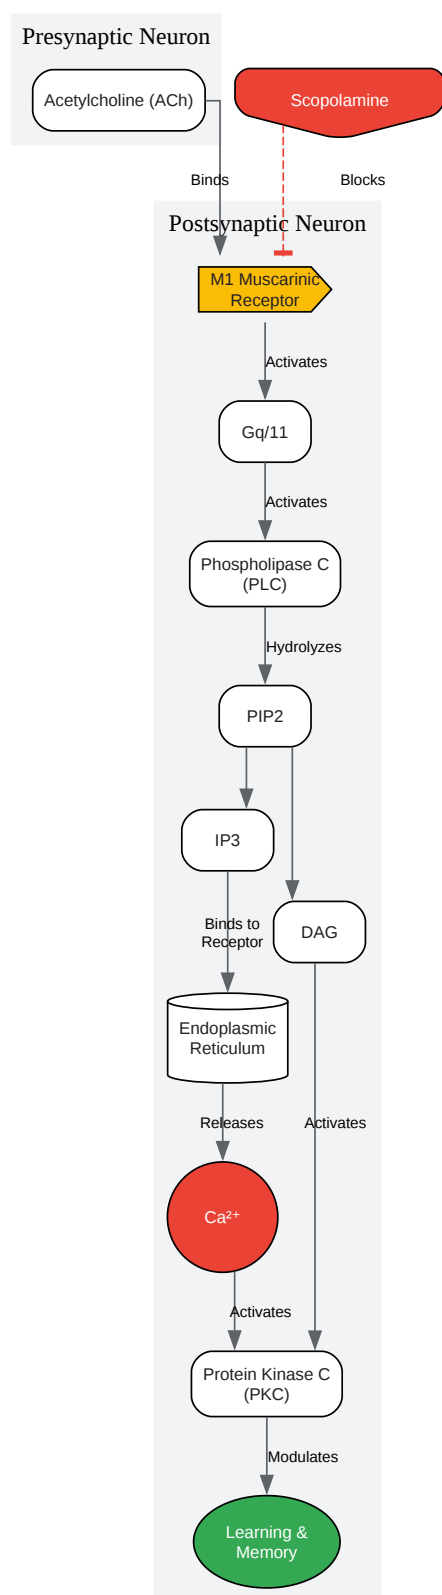 Presynaptic Neuron
Acetylcholine (ACh)
Scopolamine
Binds
Blocks
Postsynaptic Neuron
M1 Muscarinic
Receptor
Activates
Gq/11
Activates
Phospholipase C
(PLC)
Hydrolyzes
PIP2
IP3
Binds to
Receptor
DAG
Endoplasmic
Reticulum
Releases
Activates
Ca²⁺
Activates
Protein Kinase C
(PKC)
Modulates
Learning &
Memory